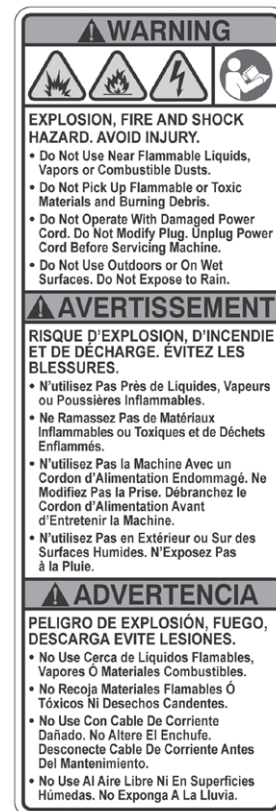 WARNING
EXPLOSION, FIRE AND SHOCK
HAZARD. AVOID INJURY.
• Do Not Use Near Flammable Liquids,
Vapors or Combustible Dusts.
• Do Not Pick Up Flammable or Toxic
Materials and Burning Debris.
• Do Not Operate With Damaged Power
Cord. Do Not Modify Plug. Unplug Power
Cord Before Servicing Machine.
• Do Not Use Outdoors or On Wet
Surfaces. Do Not Expose to Rain.
AVERTISSEMENT
RISQUE D'EXPLOSION, D'INCENDIE
ET DE DÉCHARGE. ÉVITEZ LES
BLESSURES.
• N'utilisez Pas Près de Liquides, Vapeurs
ou Poussières Inflammables.
• Ne Ramassez Pas de Matériaux
Inflammables ou Toxiques et de Déchets
Enflammés.
• N'utilisez Pas la Machine Avec un
Cordon d'Alimentation Endommagé. Ne
Modifiez Pas la Prise. Débranchez le
Cordon d'Alimentation Avant
d'Entretenir la Machine.
• N'utilisez Pas en Extérieur ou Sur des
Surfaces Humides. N'Exposez Pas
à la Pluie.
ADVERTENCIA
PELIGRO DE EXPLOSIÓN, FUEGO,
DESCARGA EVITE LESIONES.
• No Use Cerca de Líquidos Flamables,
Vapores Ó Materiales Combustibles.
• No Recoja Materiales Flamables Ó
Tóxicos Ni Desechos Candentes.
• No Use Con Cable De Corriente
Dañado. No Altere El Enchufe.
Desconecte Cable De Corriente Antes
Del Mantenimiento.
• No Use Al Aire Libre Ni En Superficies
Húmedas. No Exponga A La Lluvia.